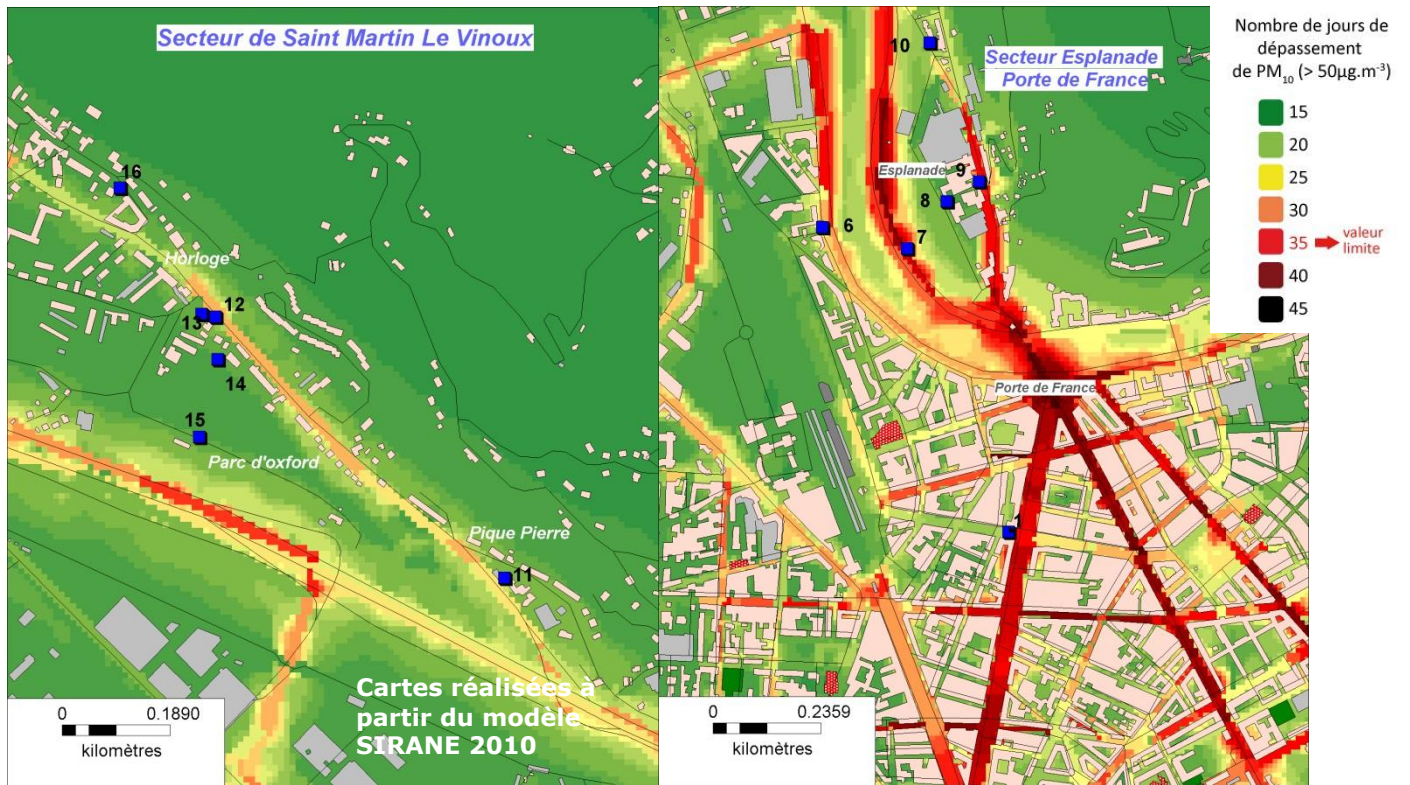 Secteur de Saint Martin Le Vinoux
16
Horloge
12
13
14
15
Parc d'oxford
Pique Pierre
11
Cartes réalisées à
partir du modèle
SIRANE 2010
0 0.1890
kilomètres
10
Secteur Esplanade
Porte de France
Esplanade
9
8
6
7
Porte de France
1
0 0.2359
kilomètres
Nombre de jours de
dépassement
de PM₁₀ (> 50µg.m⁻³)
15
20
25
30
35 valeur
limite
40
45